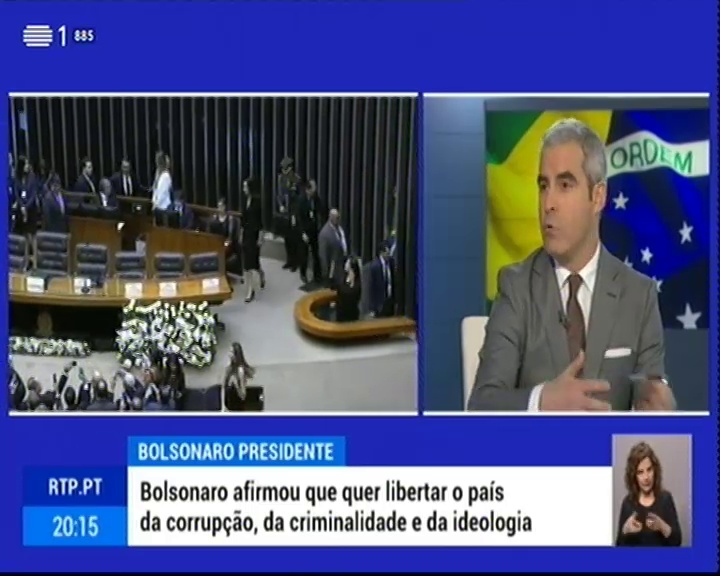 1 885
ORDEM
BOLSONARO PRESIDENTE
RTP.PT
20:15
Bolsonaro afirmou que quer libertar o país
da corrupção, da criminalidade e da ideologia